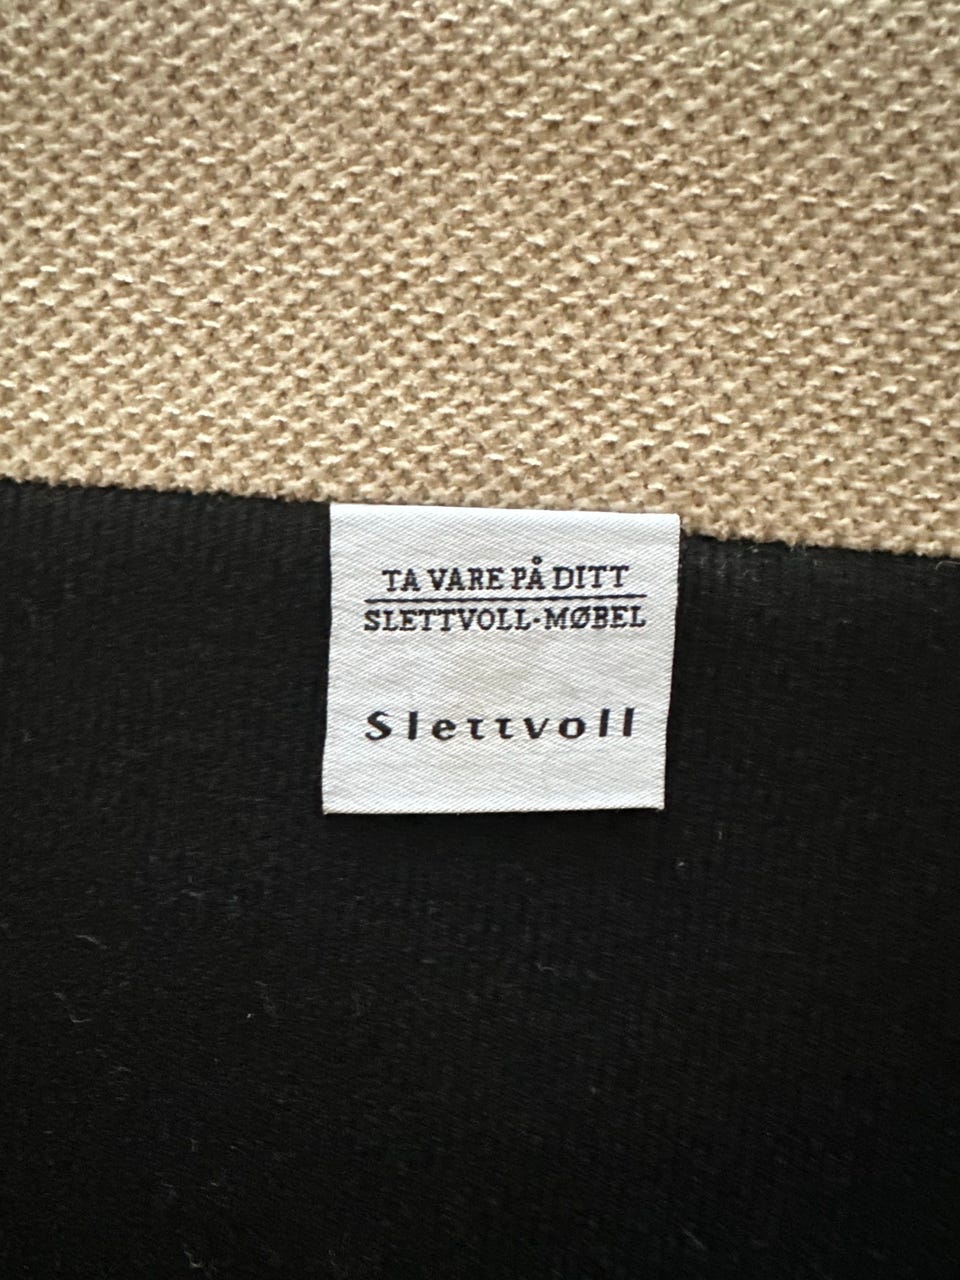 TA VARE PÅ DITT
SLETTVOLL-MØBEL
Slettvoll